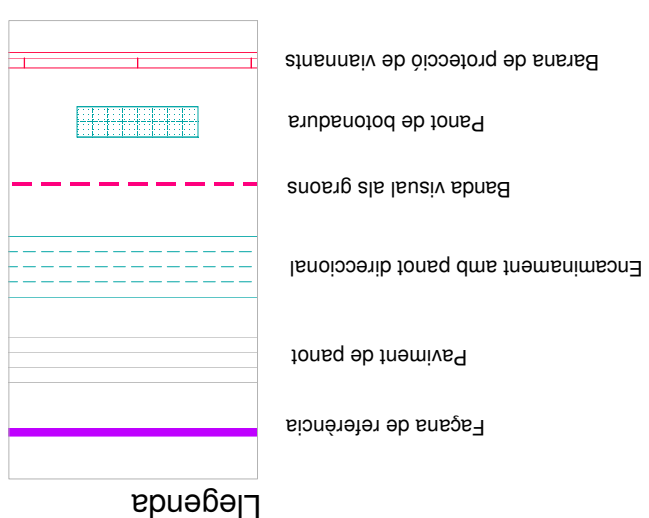 Llegenda
Façana de referència
Paviment de panot
Encaminament amb panot direccional
Banda visual als graons
Panot de botonadura
Barana de protecció de viannants